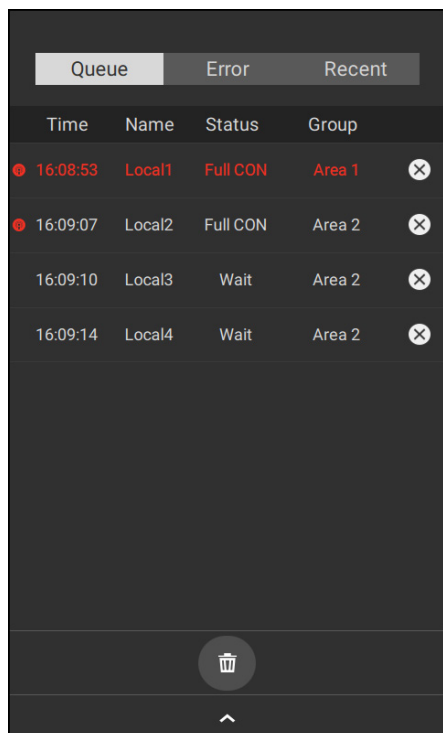 Queue Error Recent
Time Name Status Group
16:08:53 Local1 Full CON Area 1
16:09:07 Local2 Full CON Area 2
16:09:10 Local3 Wait Area 2
16:09:14 Local4 Wait Area 2